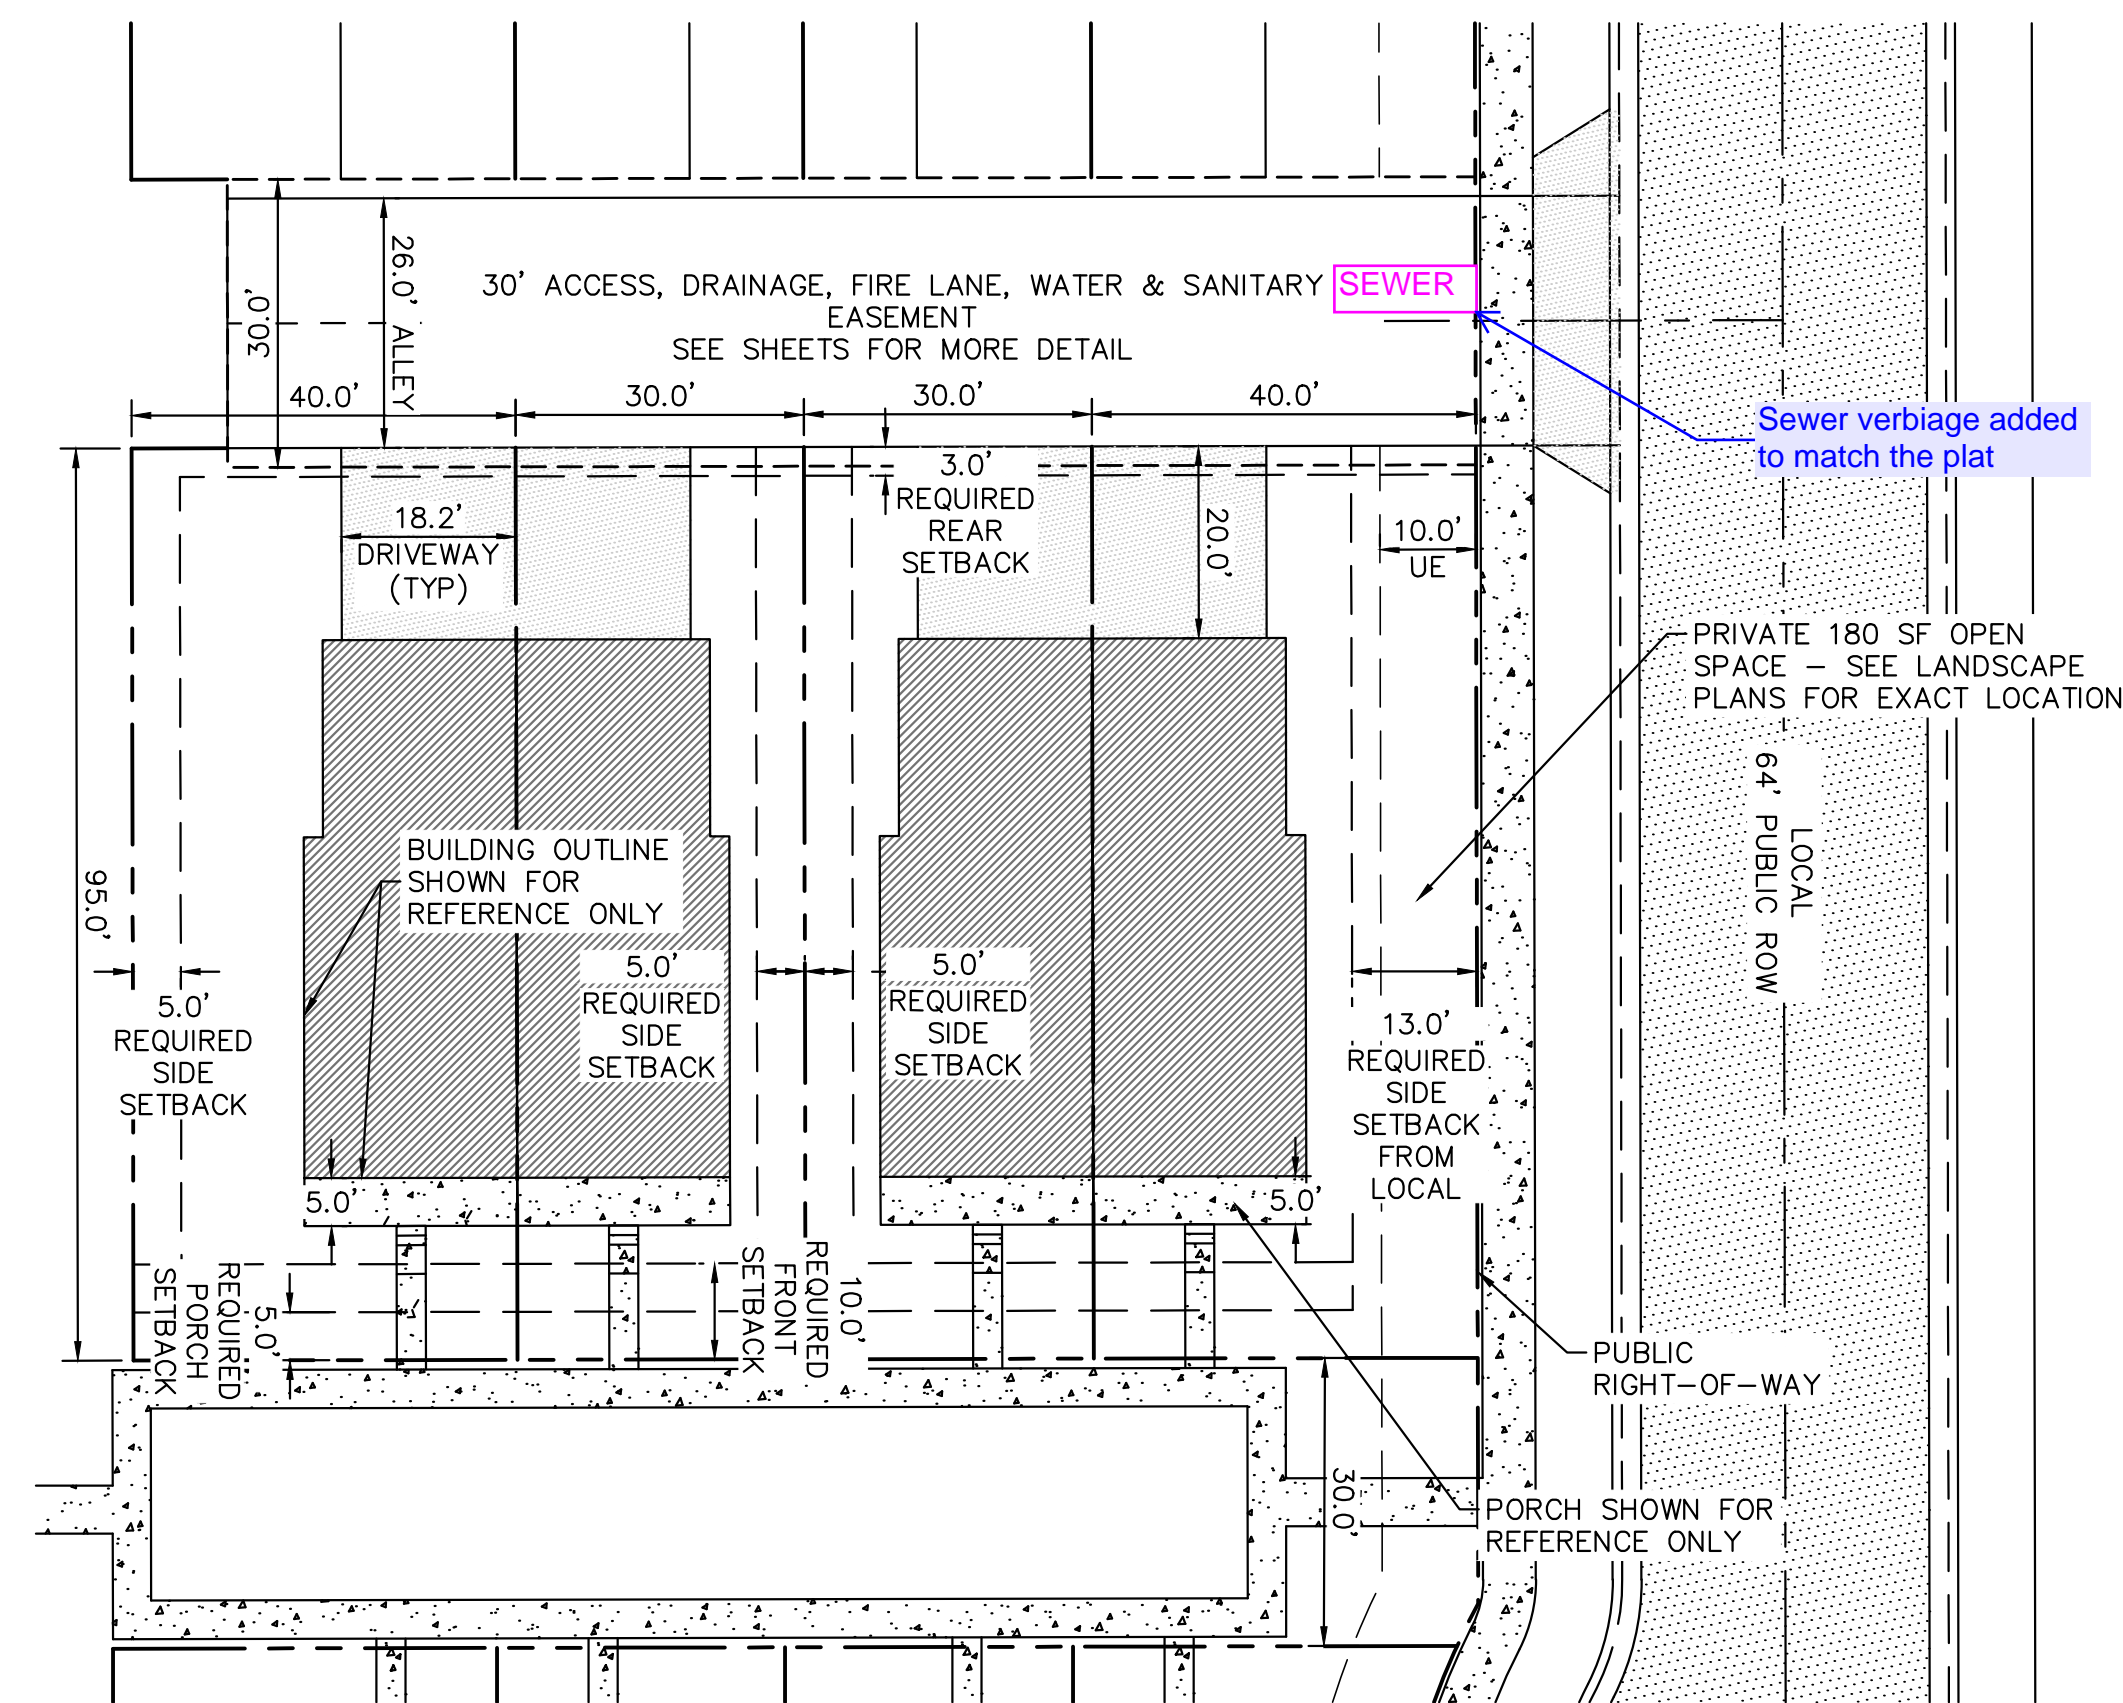 30' ACCESS, DRAINAGE, FIRE LANE, WATER & SANITARY SEWER
EASEMENT
SEE SHEETS FOR MORE DETAIL
30.0'
26.0' ALLEY
40.0'
30.0'
30.0'
40.0'
Sewer verbiage added
to match the plat
18.2'
DRIVEWAY
(TYP)
3.0'
REQUIRED
REAR
SETBACK
20.0'
10.0'
UE
PRIVATE 180 SF OPEN
SPACE – SEE LANDSCAPE
PLANS FOR EXACT LOCATION
LOCAL
64' PUBLIC ROW
95.0'
BUILDING OUTLINE
SHOWN FOR
REFERENCE ONLY
5.0'
REQUIRED
SIDE
SETBACK
5.0'
REQUIRED
SIDE
SETBACK
5.0'
REQUIRED
SIDE
SETBACK
13.0'
REQUIRED
SIDE
SETBACK
FROM
LOCAL
5.0'
5.0'
5.0'
REQUIRED
PORCH
SETBACK
10.0'
REQUIRED
FRONT
SETBACK
PUBLIC
RIGHT–OF–WAY
30.0'
PORCH SHOWN FOR
REFERENCE ONLY